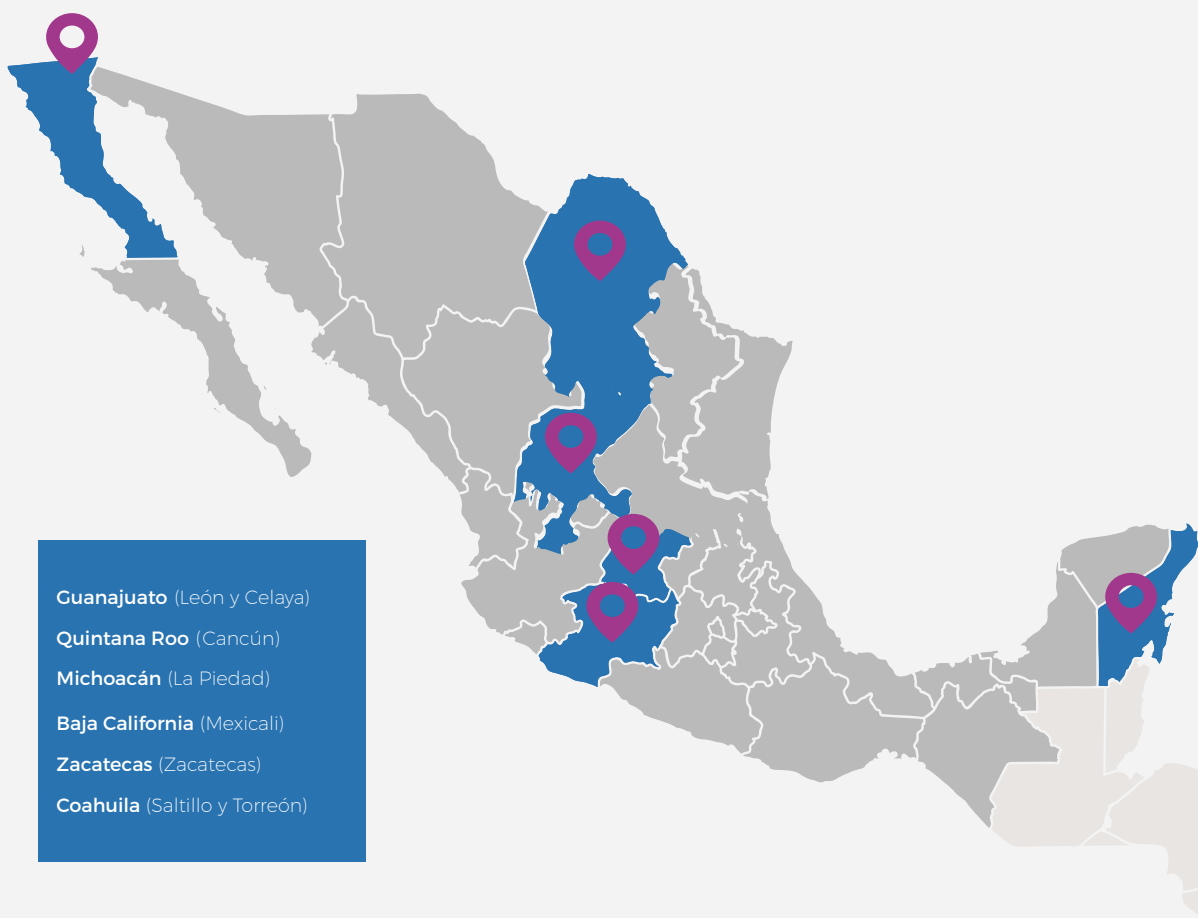 Guanajuato (León y Celaya)
Quintana Roo (Cancún)
Michoacán (La Piedad)
Baja California (Mexicali)
Zacatecas (Zacatecas)
Coahuila (Saltillo y Torreón)